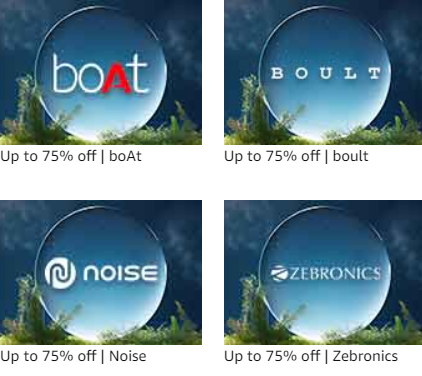 boAt
BOULT
Up to 75% off | boAt
Up to 75% off | boult
NOISE
ZEBRONICS
Up to 75% off | Noise
Up to 75% off | Zebronics